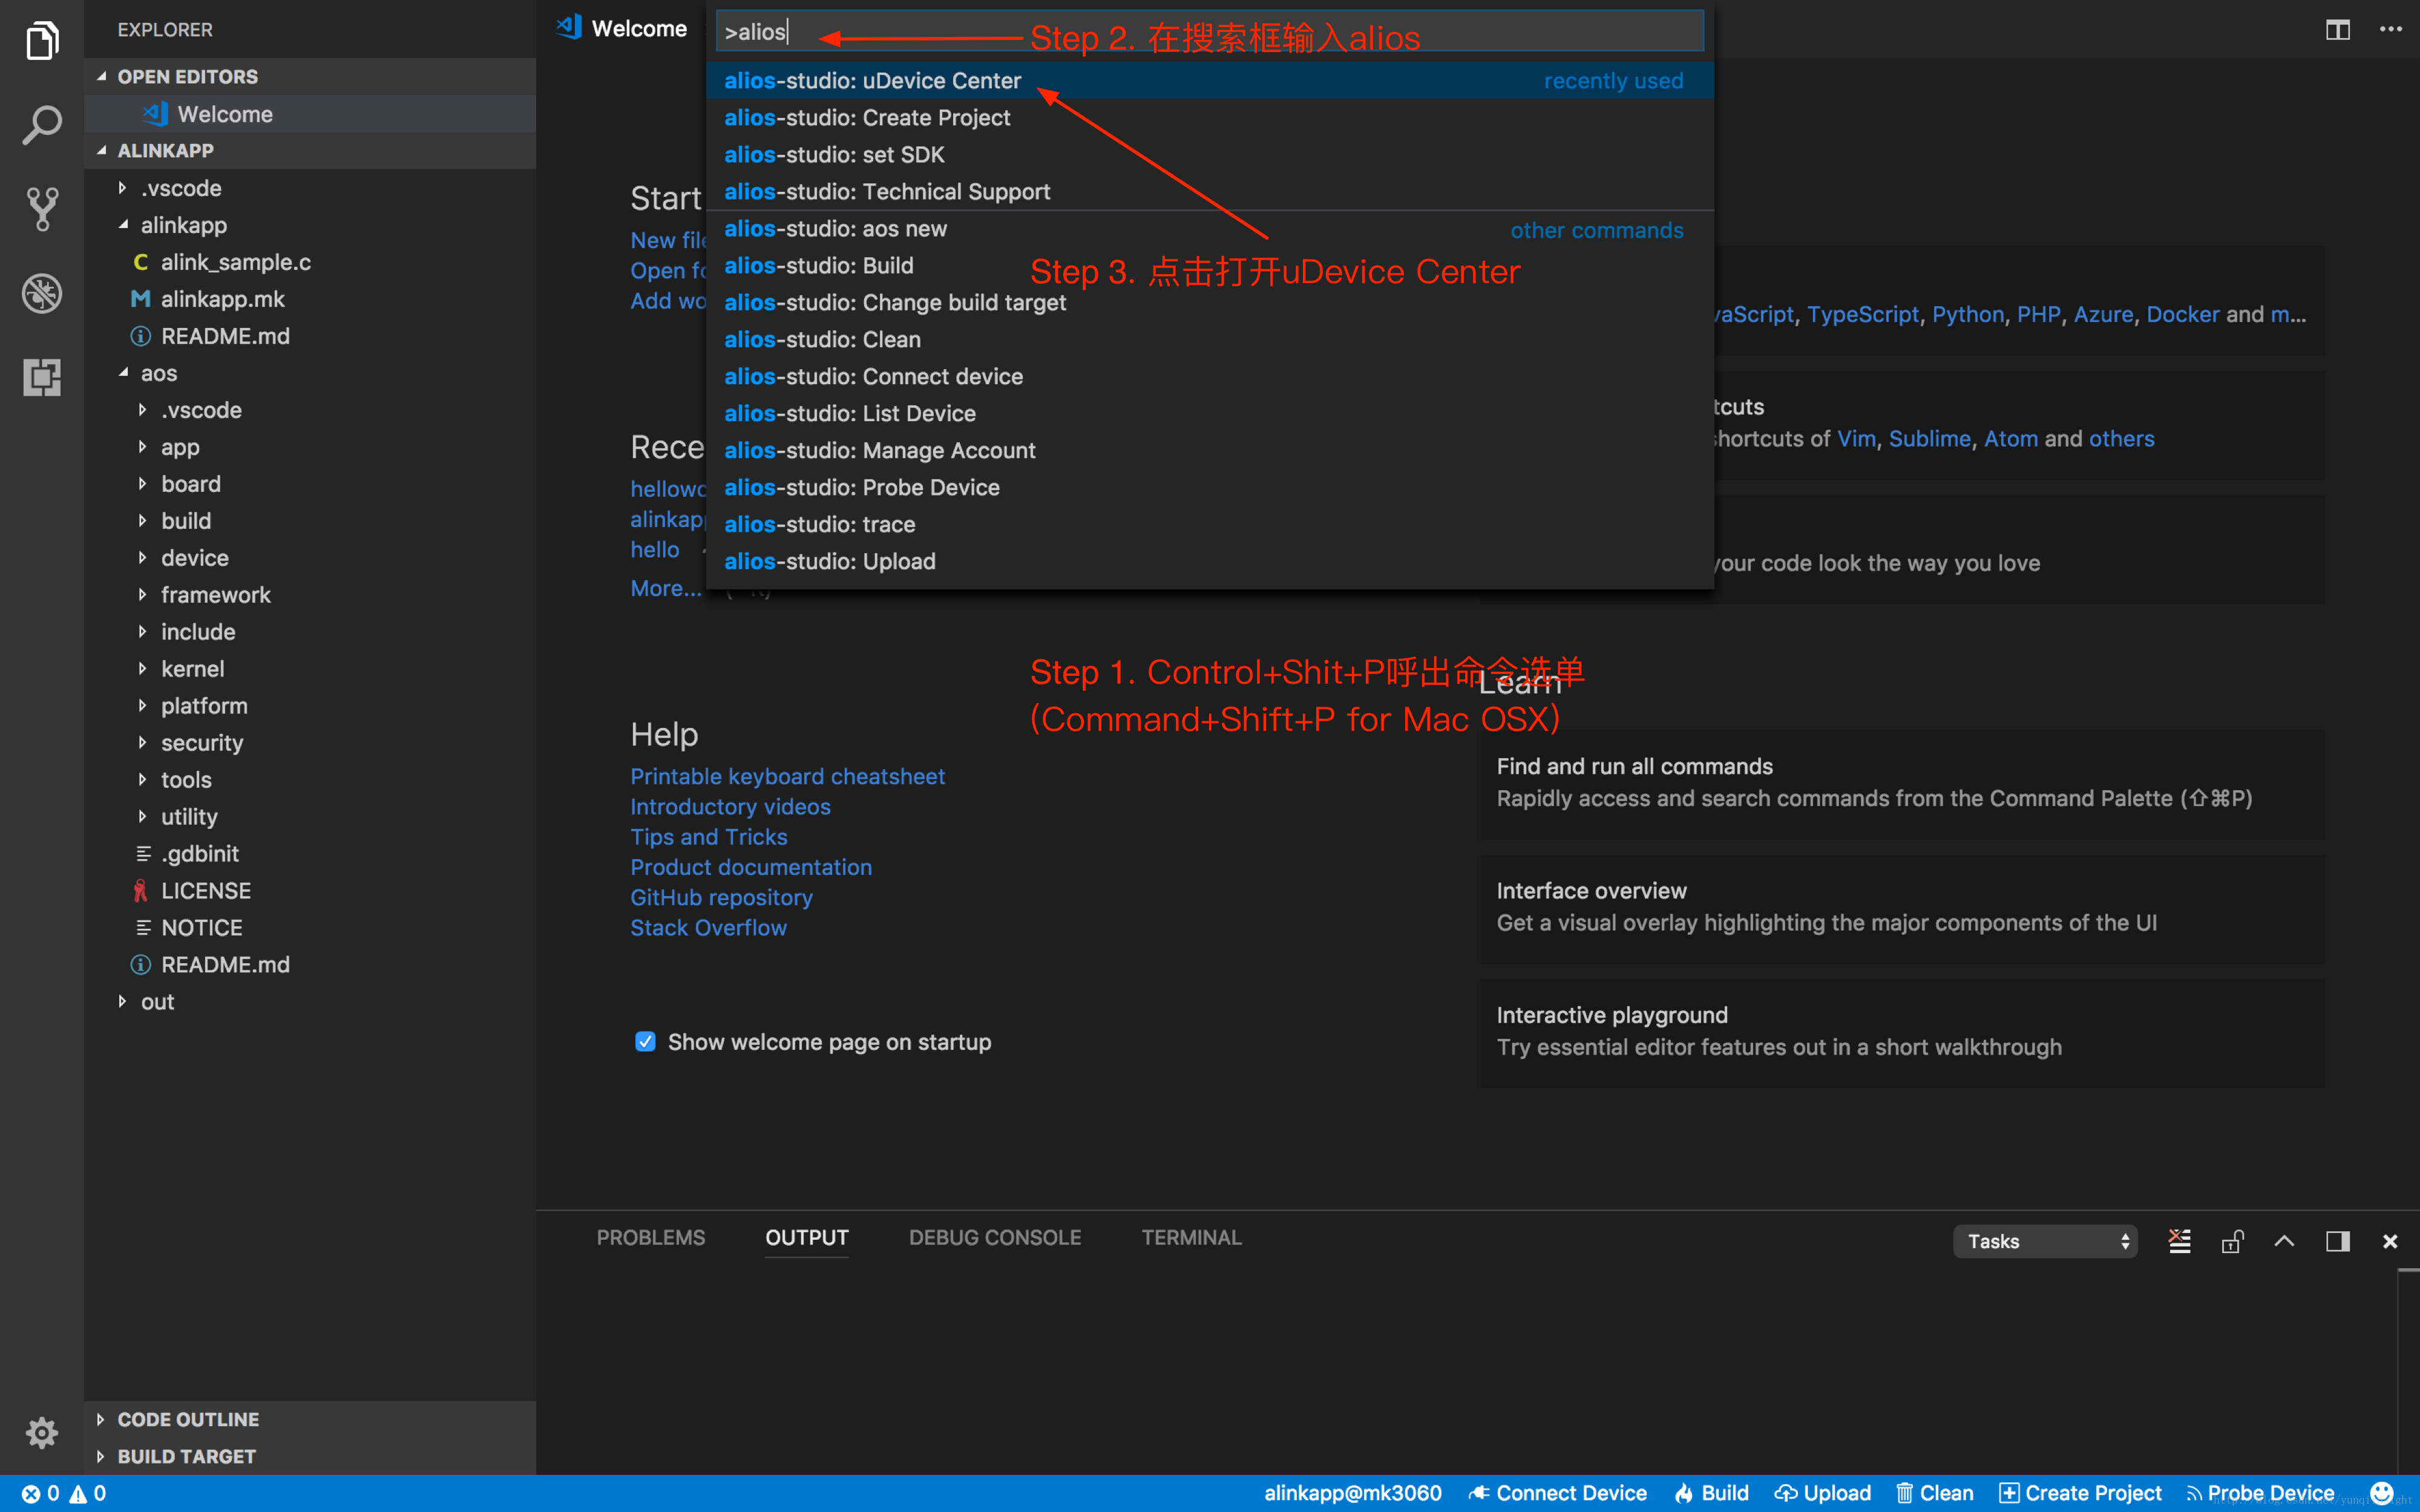 EXPLORER
OPEN EDITORS
Welcome
ALINKAPP
.vscode
alinkapp
alink_sample.c
alinkapp.mk
README.md
aos
.vscode
app
board
build
device
framework
include
kernel
platform
security
tools
utility
.gdbinit
LICENSE
NOTICE
README.md
out
CODE OUTLINE
BUILD TARGET
Welcome
>alios
Step 2. 在搜索框输入alios
alios-studio: uDevice Center recently used
alios-studio: Create Project
alios-studio: set SDK
alios-studio: Technical Support
alios-studio: aos new other commands
alios-studio: Build
Step 3. 点击打开uDevice Center
alios-studio: Change build target
alios-studio: Clean
alios-studio: Connect device
alios-studio: List Device
alios-studio: Manage Account
alios-studio: Probe Device
alios-studio: trace
alios-studio: Upload
Start
New file
Open fo
Add wo
Rece
hellowo
alinkapp
hello
More...
Help
Printable keyboard cheatsheet
Introductory videos
Tips and Tricks
Product documentation
GitHub repository
Stack Overflow
Show welcome page on startup
vaScript, TypeScript, Python, PHP, Azure, Docker and m...
tcuts
shortcuts of Vim, Sublime, Atom and others
your code look the way you love
Step 1. Control+Shit+P呼出命令选单
(Command+Shift+P for Mac OSX)
Learn
Find and run all commands
Rapidly access and search commands from the Command Palette (⇧⌘P)
Interface overview
Get a visual overlay highlighting the major components of the UI
Interactive playground
Try essential editor features out in a short walkthrough
PROBLEMS OUTPUT DEBUG CONSOLE TERMINAL
Tasks
0 0
alinkapp@mk3060 Connect Device Build Upload Clean Create Project Probe Device